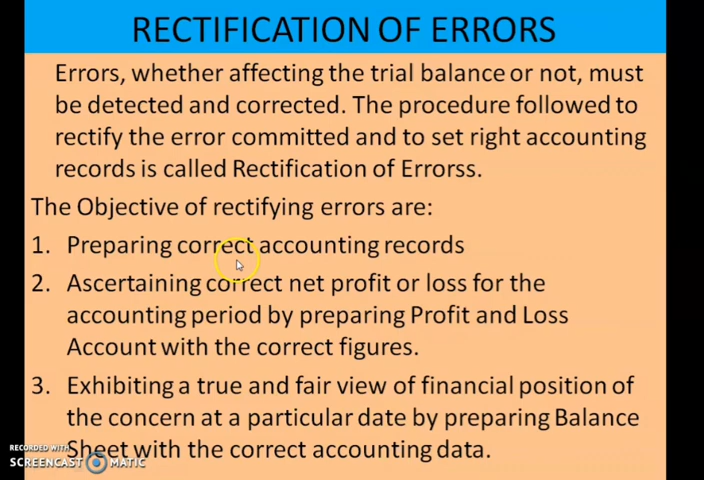 RECTIFICATION OF ERRORS
Errors, whether affecting the trial balance or not, must
be detected and corrected. The procedure followed to
rectify the error committed and to set right accounting
records is called Rectification of Errorss.
The Objective of rectifying errors are:
1. Preparing correct accounting records
2. Ascertaining correct net profit or loss for the
accounting period by preparing Profit and Loss
Account with the correct figures.
3. Exhibiting a true and fair view of financial position of
the concern at a particular date by preparing Balance
Sheet with the correct accounting data.
RECORDED WITH
SCREENCAST MATIC